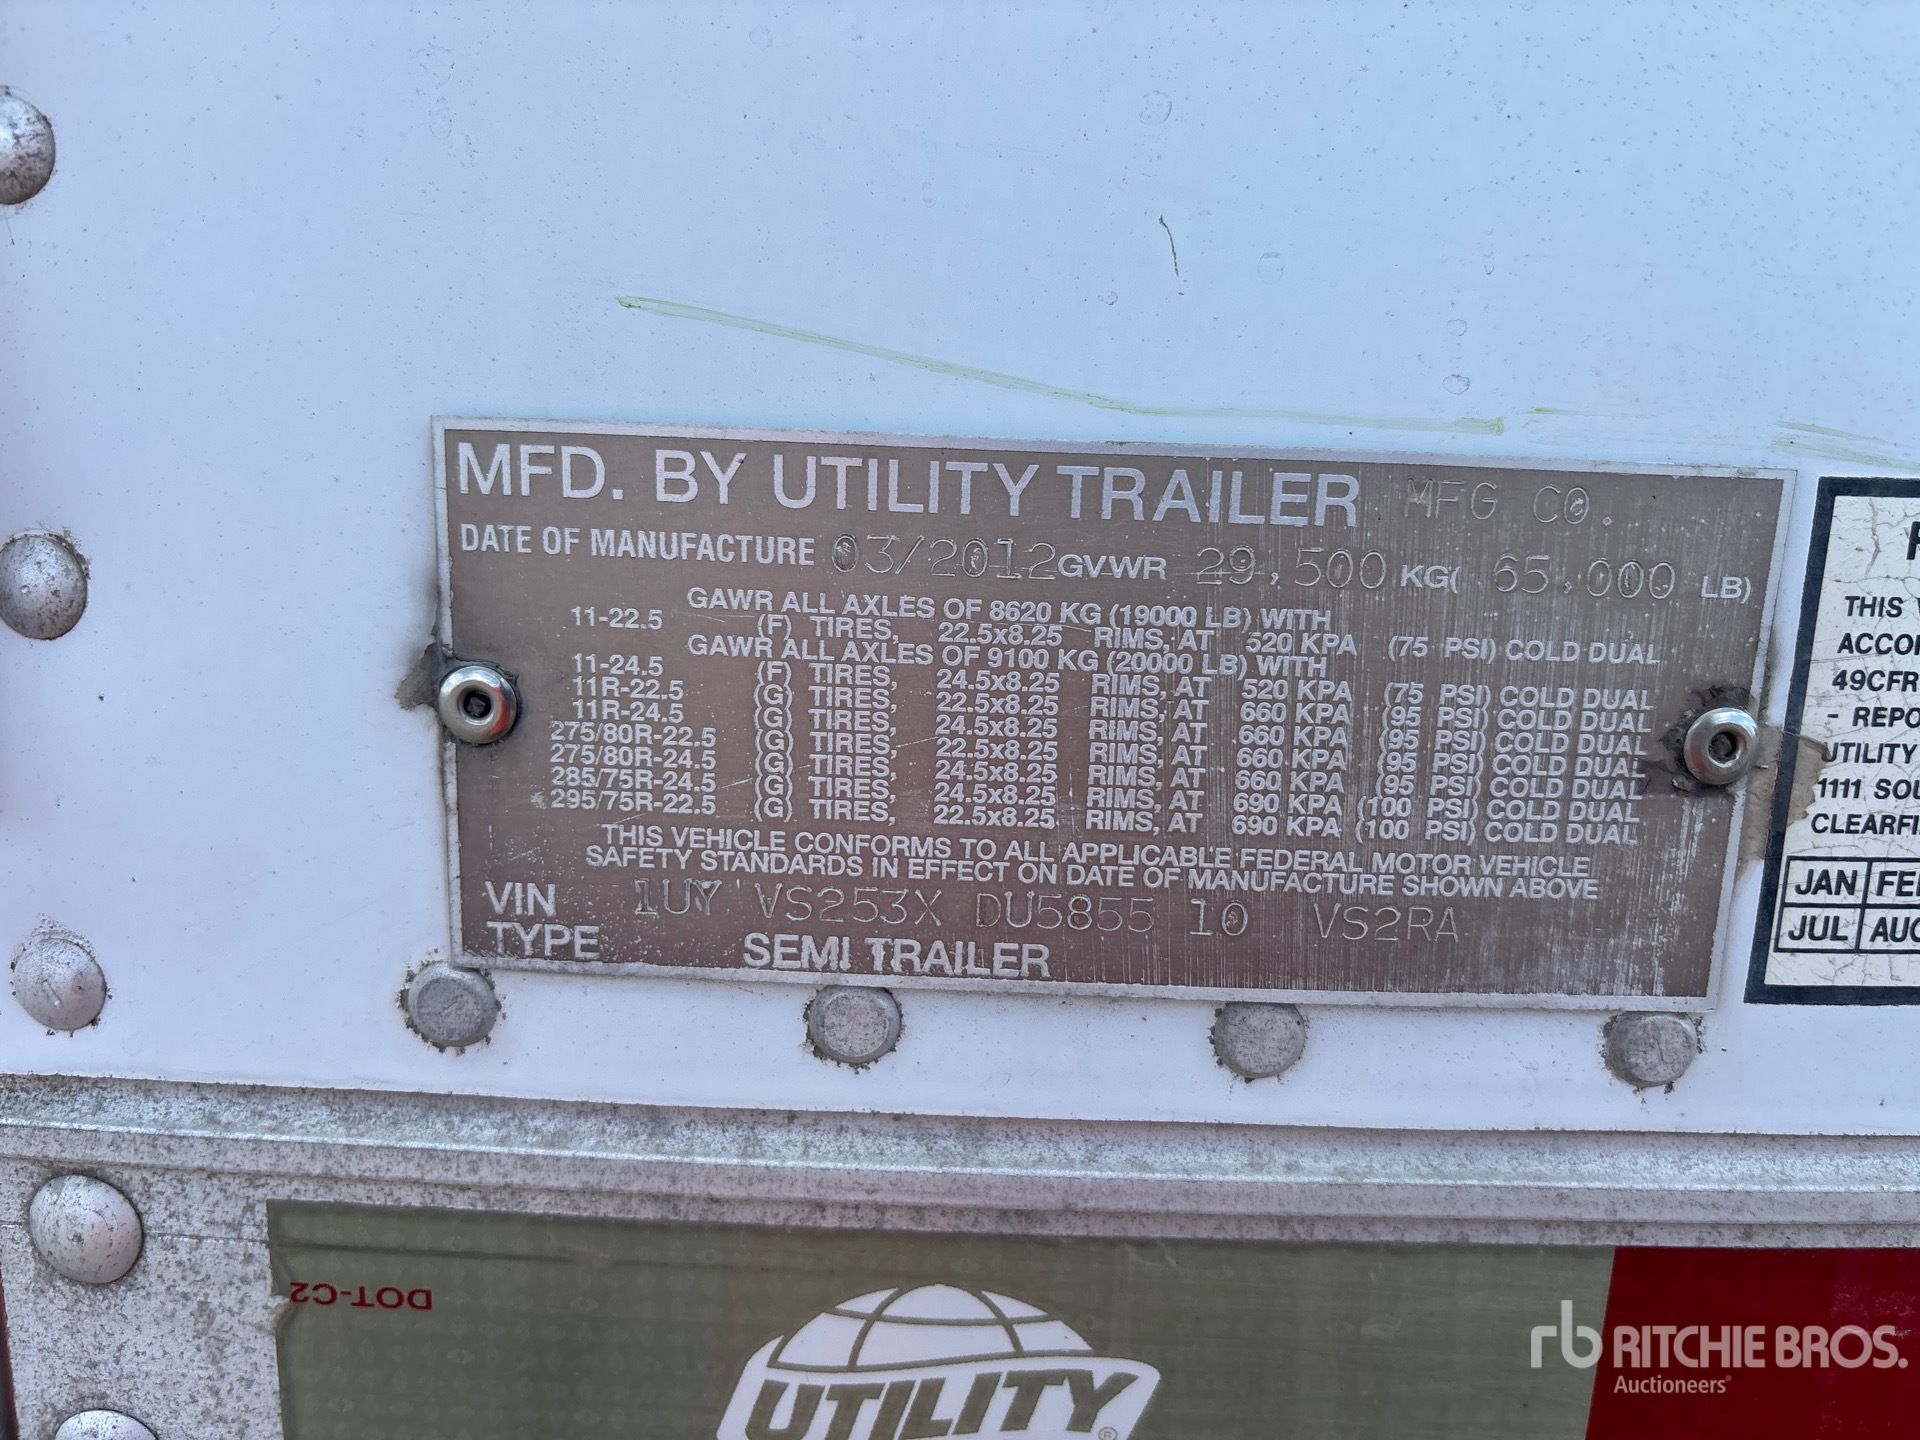 MFD. BY UTILITY TRAILER MFG CO.
DATE OF MANUFACTURE 03/2012 GVWR 29,500 KG( 65,000 LB)
GAWR ALL AXLES OF 8620 KG (19000 LB) WITH
11-22.5 (F) TIRES, 22.5x8.25 RIMS, AT 520 KPA (75 PSI) COLD DUAL
GAWR ALL AXLES OF 9100 KG (20000 LB) WITH
11-24.5 (F) TIRES, 24.5x8.25 RIMS, AT 520 KPA (75 PSI) COLD DUAL
11R-22.5 (G) TIRES, 22.5x8.25 RIMS, AT 660 KPA (95 PSI) COLD DUAL
11R-24.5 (G) TIRES, 24.5x8.25 RIMS, AT 660 KPA (95 PSI) COLD DUAL
275/80R-22.5 (G) TIRES, 22.5x8.25 RIMS, AT 660 KPA (95 PSI) COLD DUAL
275/80R-24.5 (G) TIRES, 24.5x8.25 RIMS, AT 660 KPA (95 PSI) COLD DUAL
285/75R-24.5 (G) TIRES, 24.5x8.25 RIMS, AT 690 KPA (100 PSI) COLD DUAL
295/75R-22.5 (G) TIRES, 22.5x8.25 RIMS, AT 690 KPA (100 PSI) COLD DUAL
THIS VEHICLE CONFORMS TO ALL APPLICABLE FEDERAL MOTOR VEHICLE
SAFETY STANDARDS IN EFFECT ON DATE OF MANUFACTURE SHOWN ABOVE
VIN 1UY VS253X DU5855 10 VS2RA
TYPE SEMI TRAILER
THIS
49CFR
- REPO
UTILITY
1111 SOU
CLEARFI
JAN FE
JUL AUG
DOT-C2
UTILITY®
rb RITCHIE BROS.
Auctioneers®